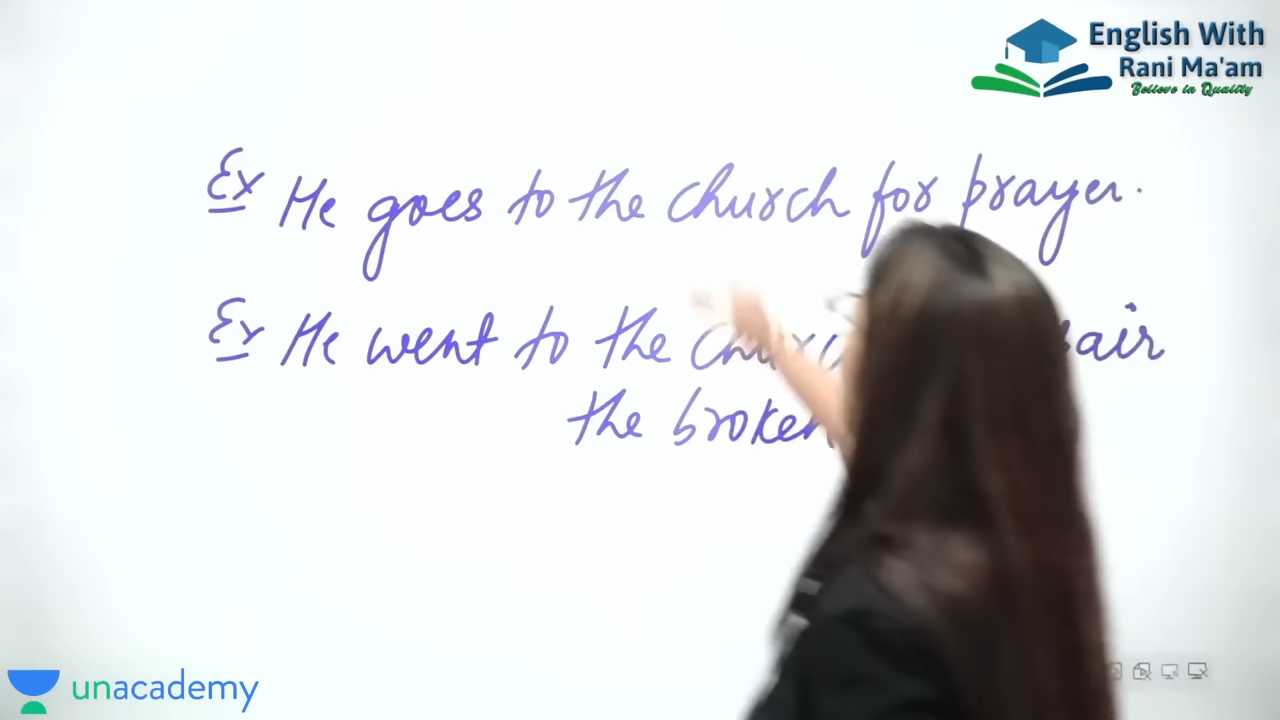 English With
Rani Ma'am
Believe in Quality
Ex He goes to the church for prayer.
Ex He went to the
the broken
unacademy